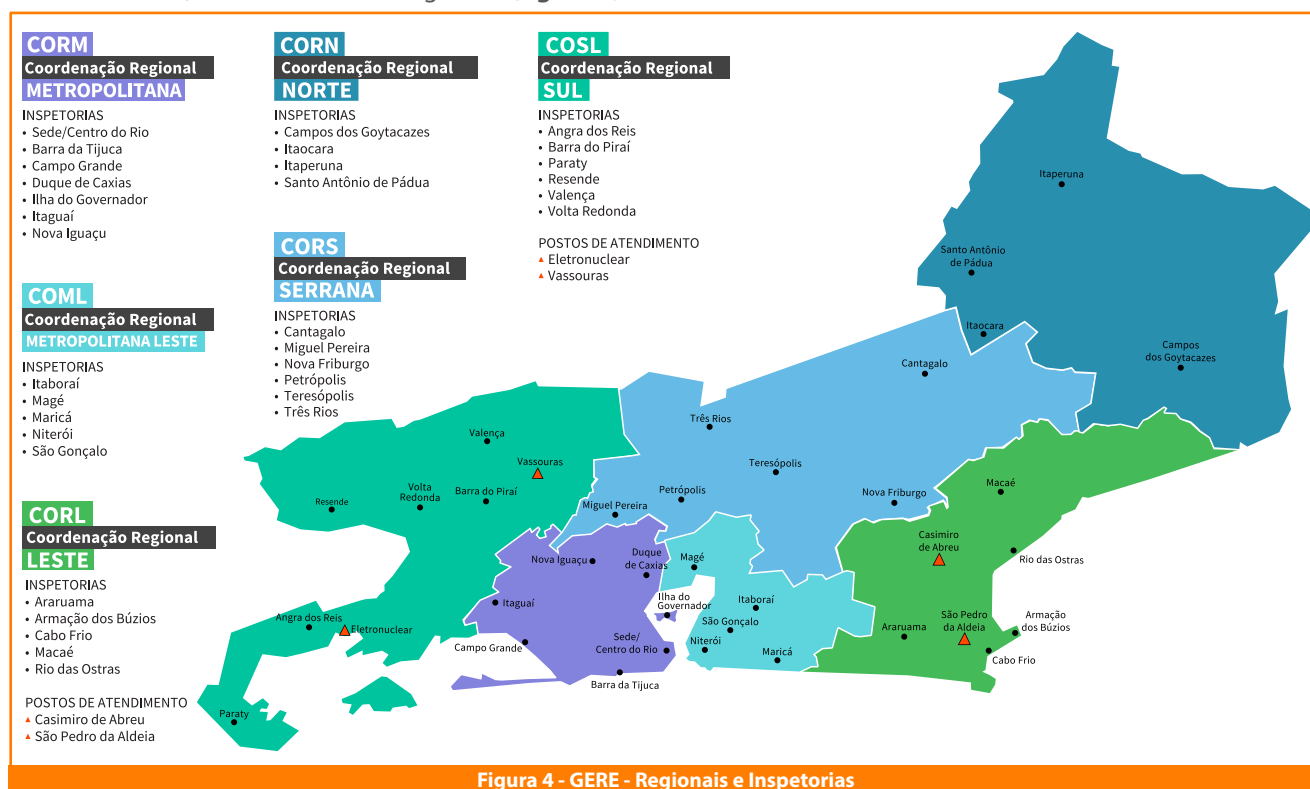 CORM
Coordenação Regional
METROPOLITANA
INSPETORIAS
• Sede/Centro do Rio
• Barra da Tijuca
• Campo Grande
• Duque de Caxias
• Ilha do Governador
• Itaguaí
• Nova Iguaçu
COML
Coordenação Regional
METROPOLITANA LESTE
INSPETORIAS
• Itaboraí
• Magé
• Maricá
• Niterói
• São Gonçalo
CORL
Coordenação Regional
LESTE
INSPETORIAS
• Araruama
• Armação dos Búzios
• Cabo Frio
• Macaé
• Rio das Ostras
POSTOS DE ATENDIMENTO
▲ Casimiro de Abreu
▲ São Pedro da Aldeia
CORN
Coordenação Regional
NORTE
INSPETORIAS
• Campos dos Goytacazes
• Itaocara
• Itaperuna
• Santo Antônio de Pádua
CORS
Coordenação Regional
SERRANA
INSPETORIAS
• Cantagalo
• Miguel Pereira
• Nova Friburgo
• Petrópolis
• Teresópolis
• Três Rios
COSL
Coordenação Regional
SUL
INSPETORIAS
• Angra dos Reis
• Barra do Piraí
• Paraty
• Resende
• Valença
• Volta Redonda
POSTOS DE ATENDIMENTO
▲ Eletronuclear
▲ Vassouras
Itaperuna
Santo Antônio
de Pádua
Itaocara
Campos
dos Goytacazes
Cantagalo
Três Rios
Teresópolis
Nova Friburgo
Petrópolis
Miguel Pereira
Valença
Vassouras
Volta
Redonda
Barra do Piraí
Resende
Angra dos Reis
Eletronuclear
Paraty
Nova Iguaçu
Duque
de Caxias
Itaguaí
Ilha do
Governador
Campo Grande
Sede/
Centro do Rio
Barra da Tijuca
Magé
Itaboraí
São Gonçalo
Niterói
Maricá
Macaé
Casimiro
de Abreu
Rio das Ostras
Araruama
São Pedro
da Aldeia
Armação
dos Búzios
Cabo Frio
Figura 4 - GERE - Regionais e Inspetorias